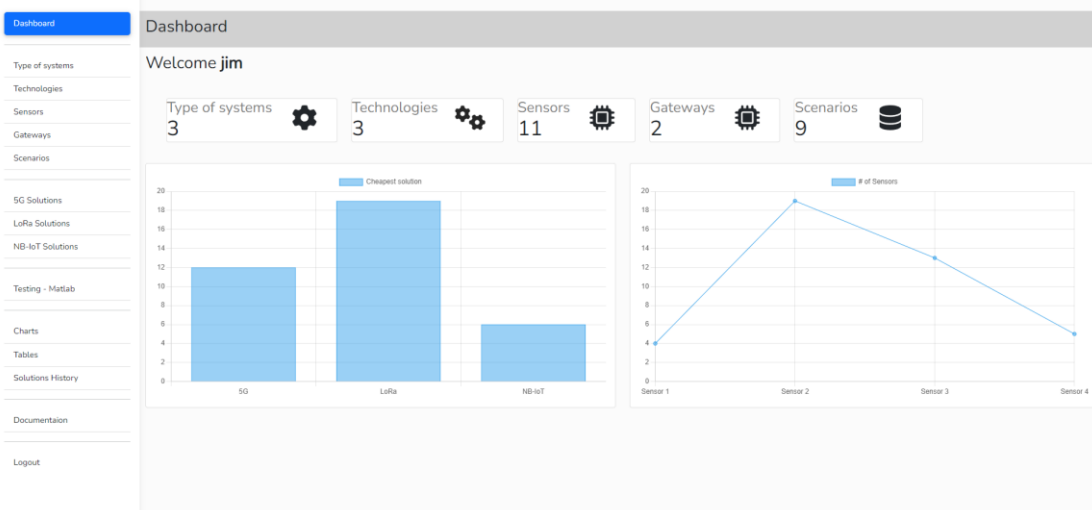 Dashboard
Type of systems
Technologies
Sensors
Gateways
Scenarios
5G Solutions
LoRa Solutions
NB-IoT Solutions
Testing - Matlab
Charts
Tables
Solutions History
Documentaion
Logout
Dashboard
Welcome jim
Type of systems
3
Technologies
3
Sensors
11
Gateways
2
Scenarios
9
Cheapest solution
20
18
16
14
12
10
8
6
4
2
0
5G LoRa NB-IoT
# of Sensors
20
18
16
14
12
10
8
6
4
2
0
Sensor 1 Sensor 2 Sensor 3 Sensor 4